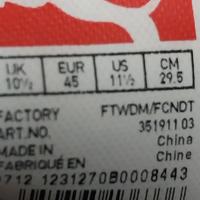 UK EUR US CM
10½ 45 11½ 29.5
FACTORY FTWDM/FCNDT
ART.NO. 351911 03
MADE IN China
FABRIQUÉ EN Chine
0712 1231270B0008443